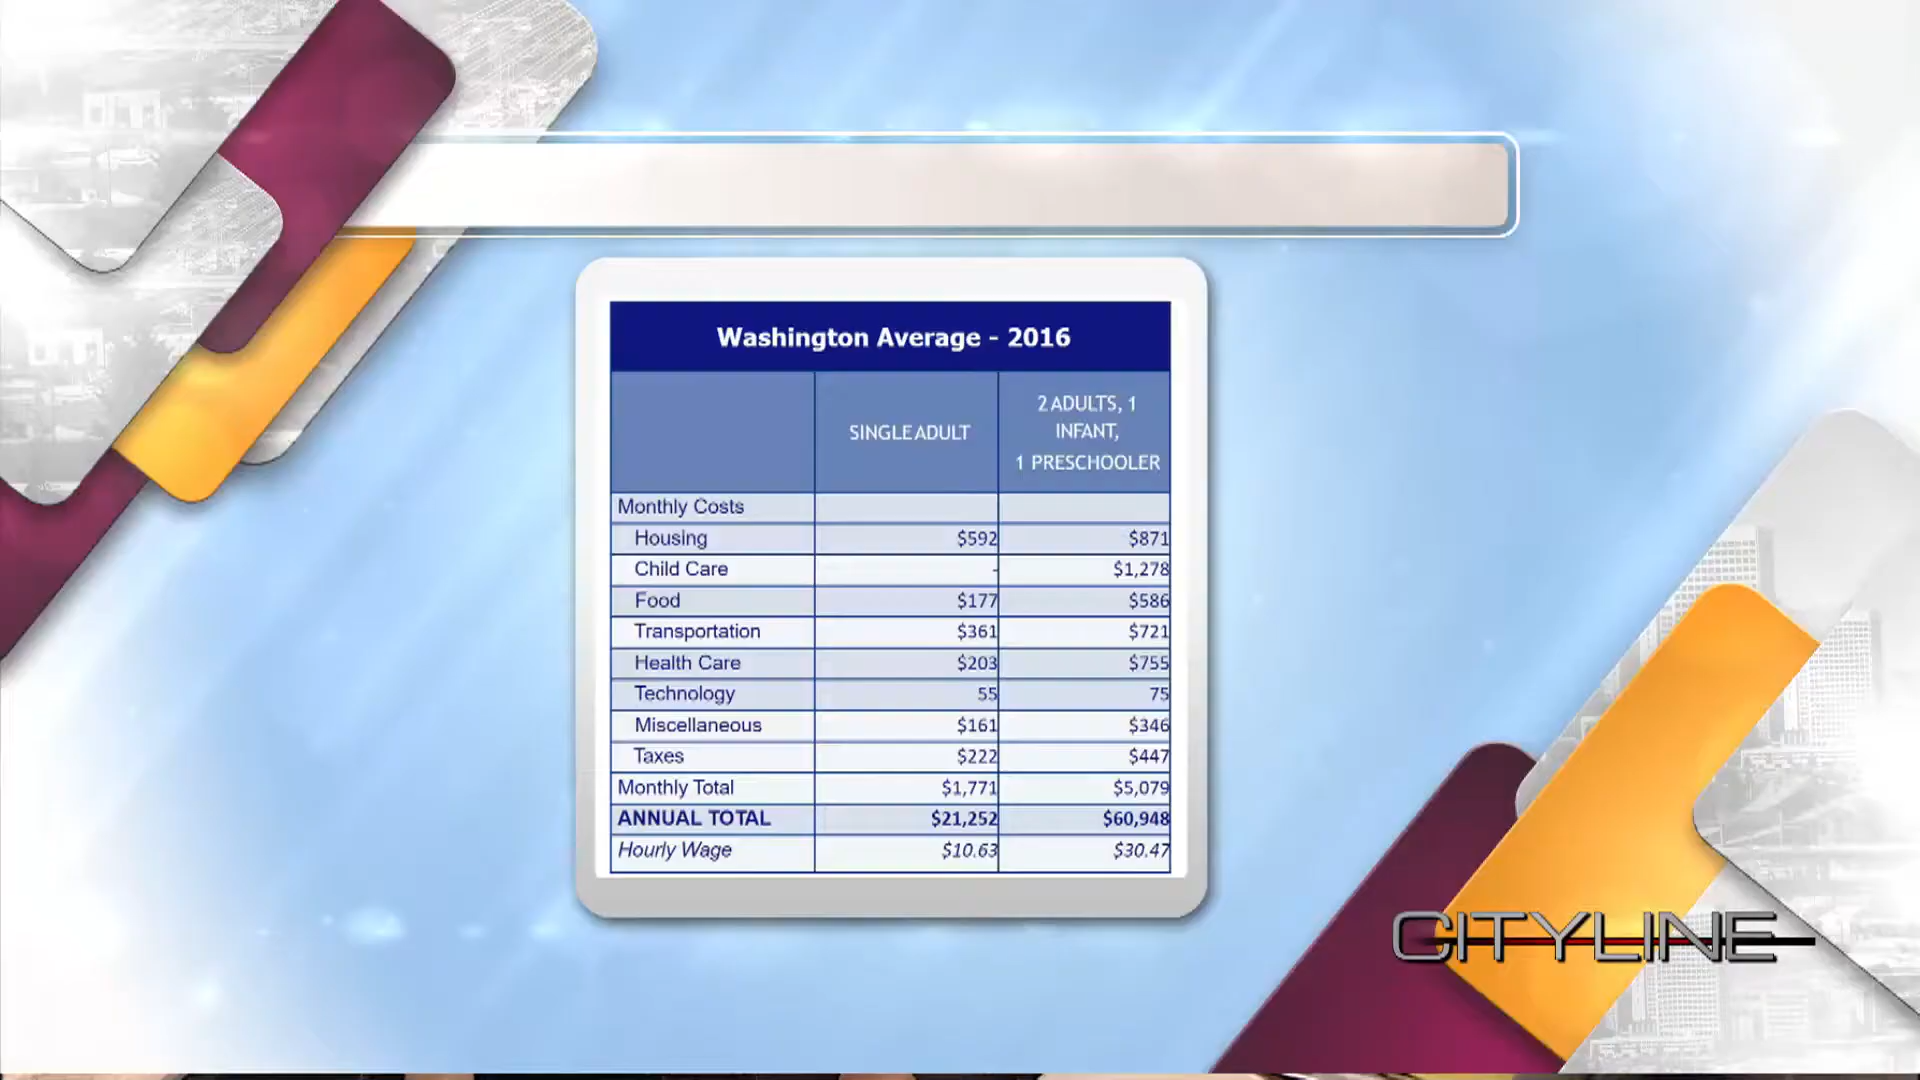 Washington Average - 2016
SINGLE ADULT
2 ADULTS, 1
INFANT,
1 PRESCHOOLER
Monthly Costs
Housing $592 $871
Child Care - $1,278
Food $177 $586
Transportation $361 $721
Health Care $203 $755
Technology 55 75
Miscellaneous $161 $346
Taxes $222 $447
Monthly Total $1,771 $5,079
ANNUAL TOTAL $21,252 $60,948
Hourly Wage $10.63 $30.47
CITYLINE